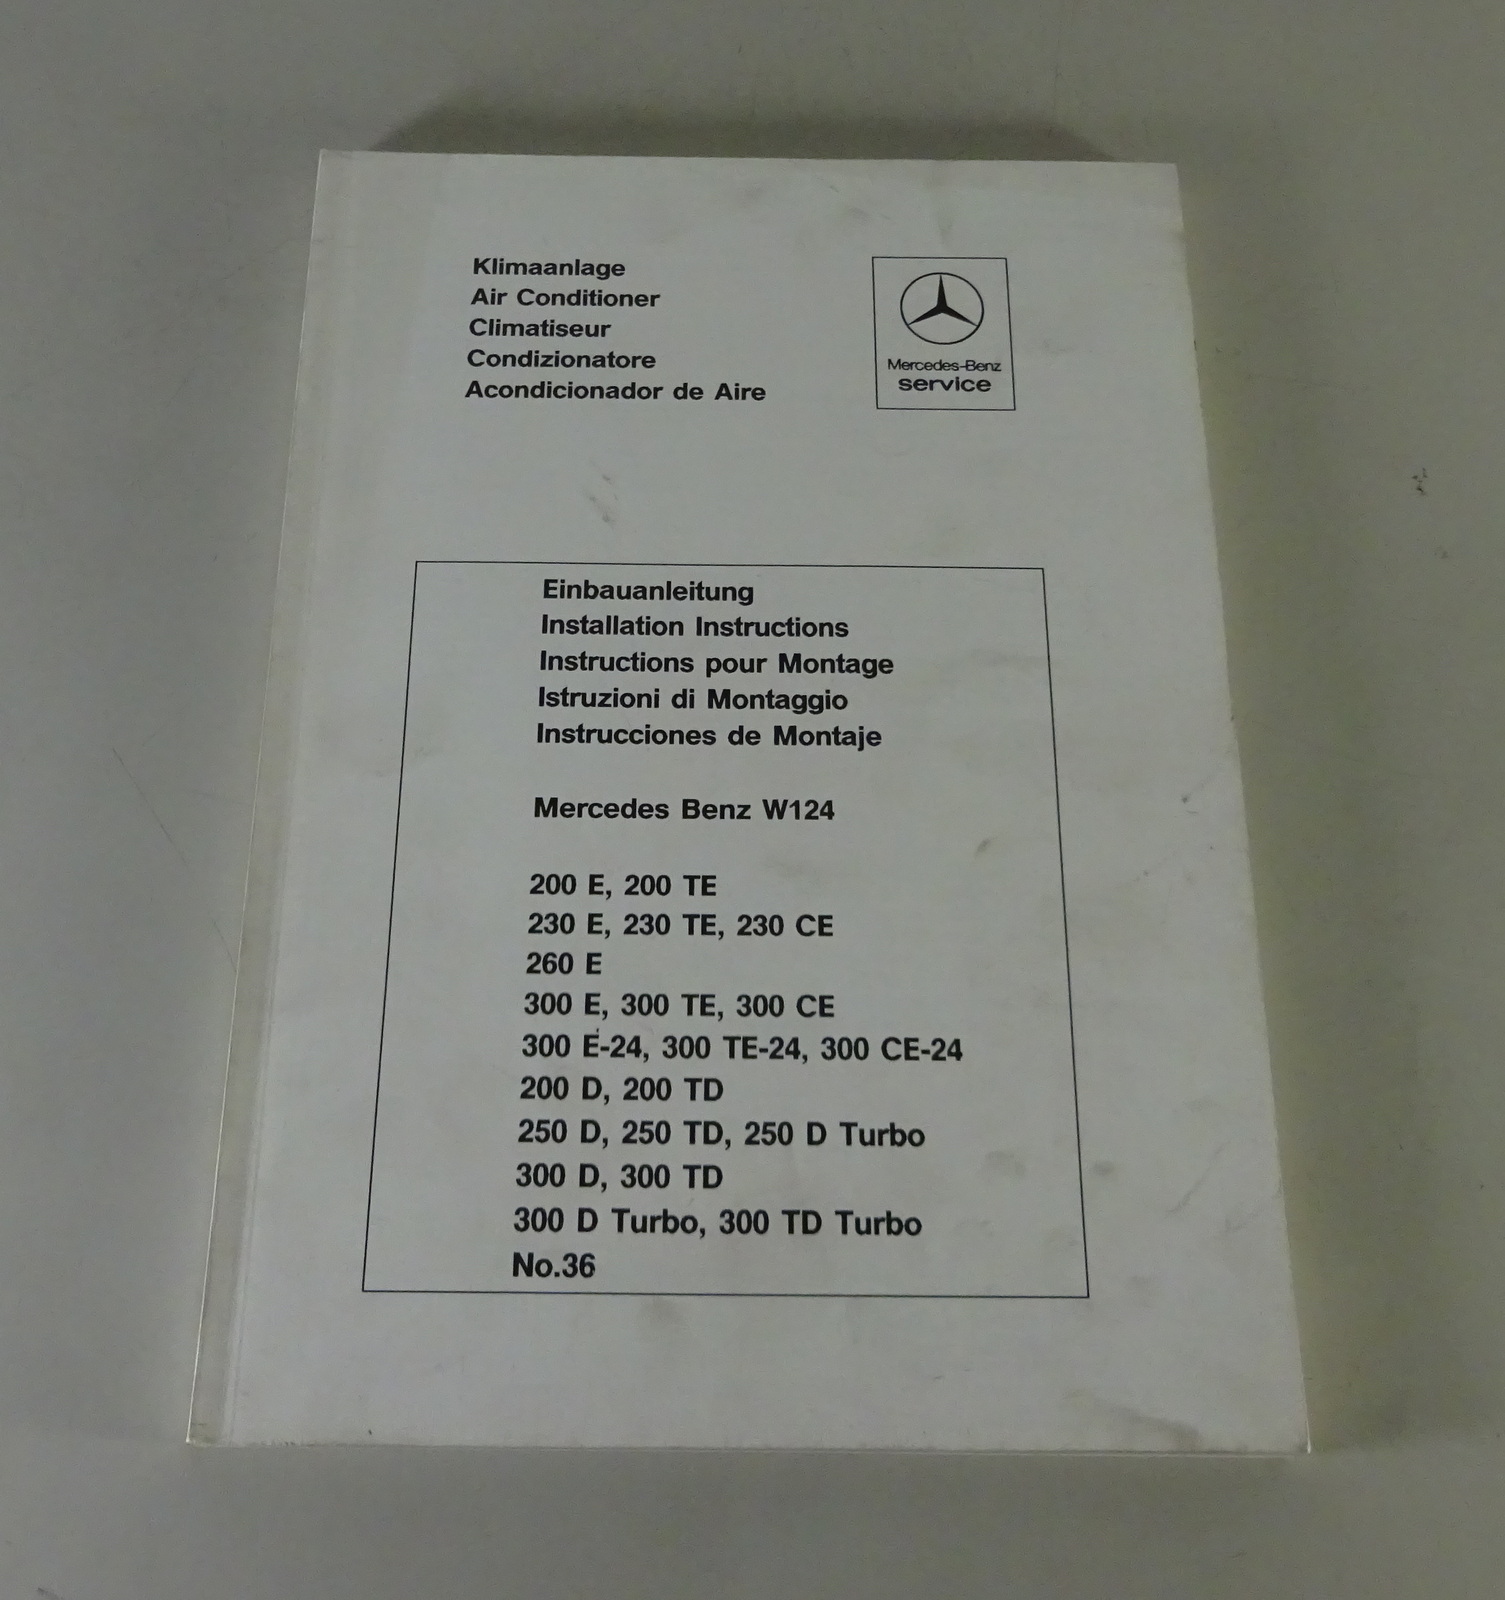 Klimaanlage
Air Conditioner
Climatiseur
Condizionatore
Acondicionador de Aire
Mercedes-Benz
service
Einbauanleitung
Installation Instructions
Instructions pour Montage
Istruzioni di Montaggio
Instrucciones de Montaje
Mercedes Benz W124
200 E, 200 TE
230 E, 230 TE, 230 CE
260 E
300 E, 300 TE, 300 CE
300 E-24, 300 TE-24, 300 CE-24
200 D, 200 TD
250 D, 250 TD, 250 D Turbo
300 D, 300 TD
300 D Turbo, 300 TD Turbo
No.36